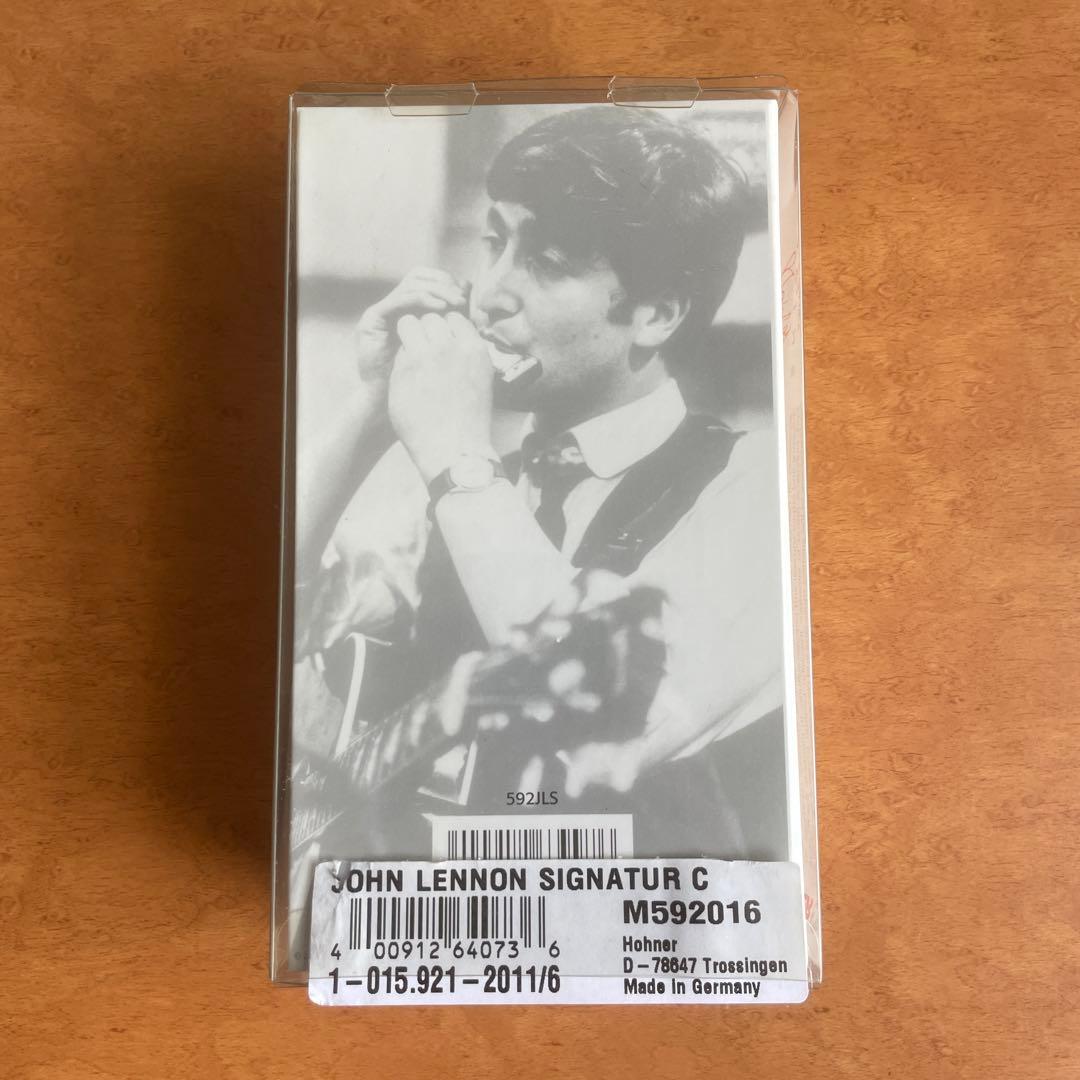 592JLS
JOHN LENNON SIGNATUR C
4 00912 64073 6
M592016
Hohner
D-78647 Trossingen
1-015.921-2011/6
Made in Germany